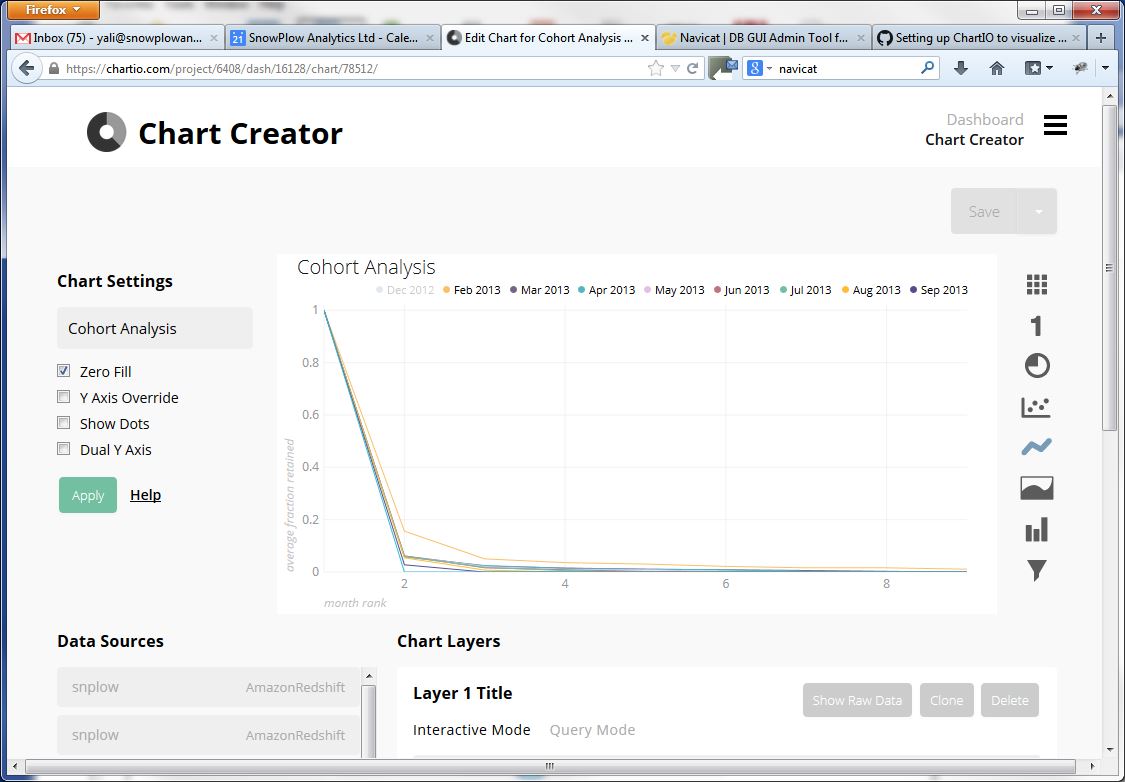 Firefox
Inbox (75) - yali@snowplowan...
SnowPlow Analytics Ltd - Cale...
Edit Chart for Cohort Analysis ...
Navicat | DB GUI Admin Tool f...
Setting up ChartIO to visualize ...
https://chartio.com/project/6408/dash/16128/chart/78512/
navicat
Chart Creator
Dashboard
Chart Creator
Save
Chart Settings
Cohort Analysis
Zero Fill
Y Axis Override
Show Dots
Dual Y Axis
Apply Help
Cohort Analysis
Dec 2012 Feb 2013 Mar 2013 Apr 2013 May 2013 Jun 2013 Jul 2013 Aug 2013 Sep 2013
1
0.8
0.6
0.4
0.2
0
average fraction retained
2 4 6 8
month rank
1
Data Sources
snplow AmazonRedshift
snplow AmazonRedshift
Chart Layers
Layer 1 Title
Show Raw Data Clone Delete
Interactive Mode Query Mode